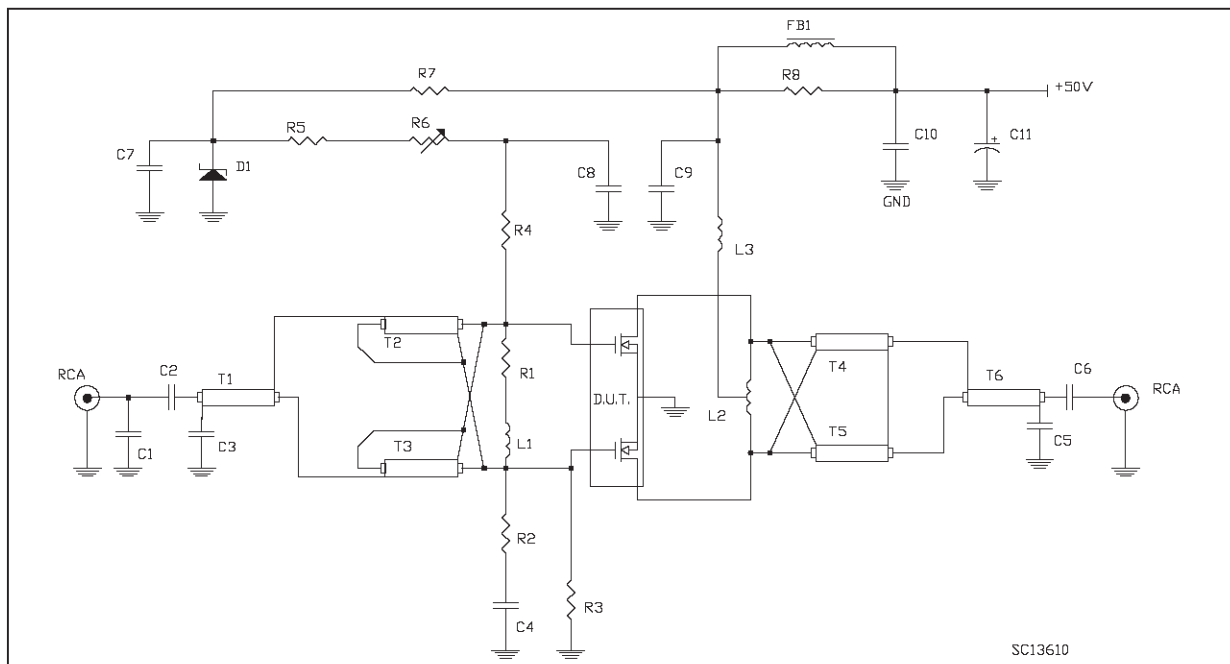 FB1
R7
R8
+50V
R5
R6
C7
D1
C8
C9
C10
C11
GND
R4
L3
T2
R1
RCA
C2
T1
D.U.T.
T4
T6
C6
RCA
L2
C1
C3
T3
L1
T5
C5
R2
R3
C4
SC13610